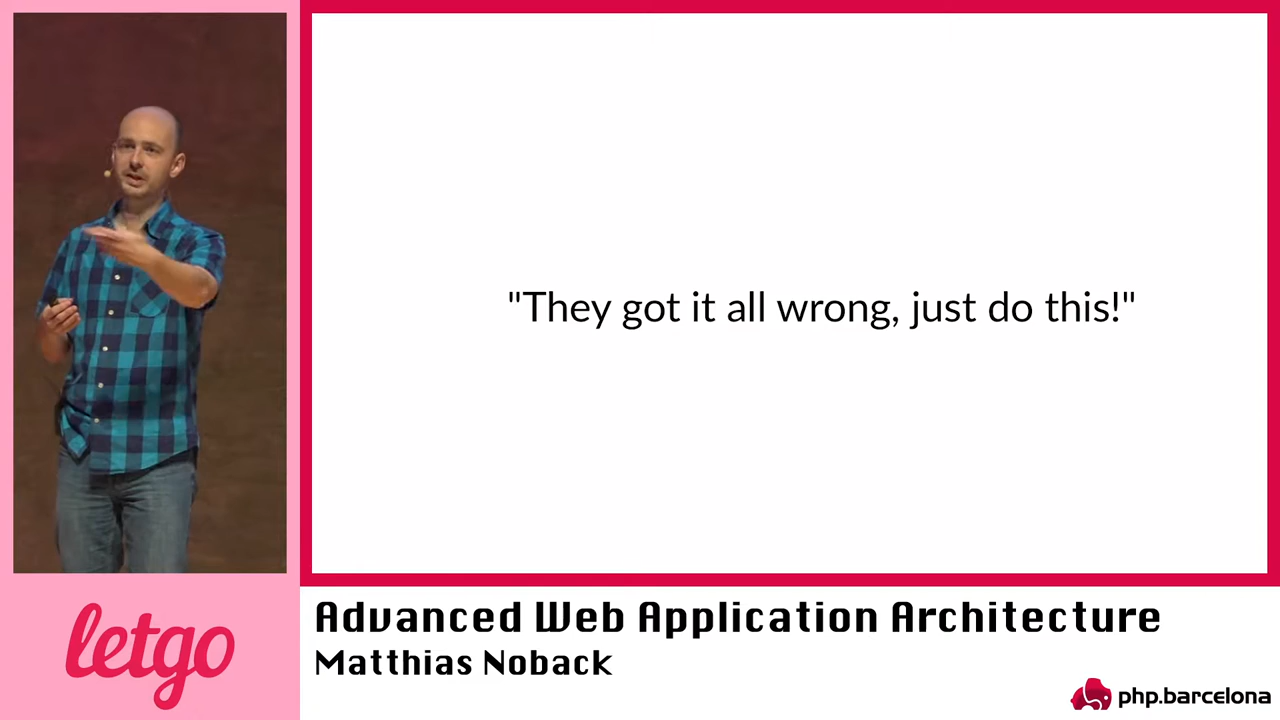 "They got it all wrong, just do this!"
letgo
Advanced Web Application Architecture
Matthias Noback
php.barcelona